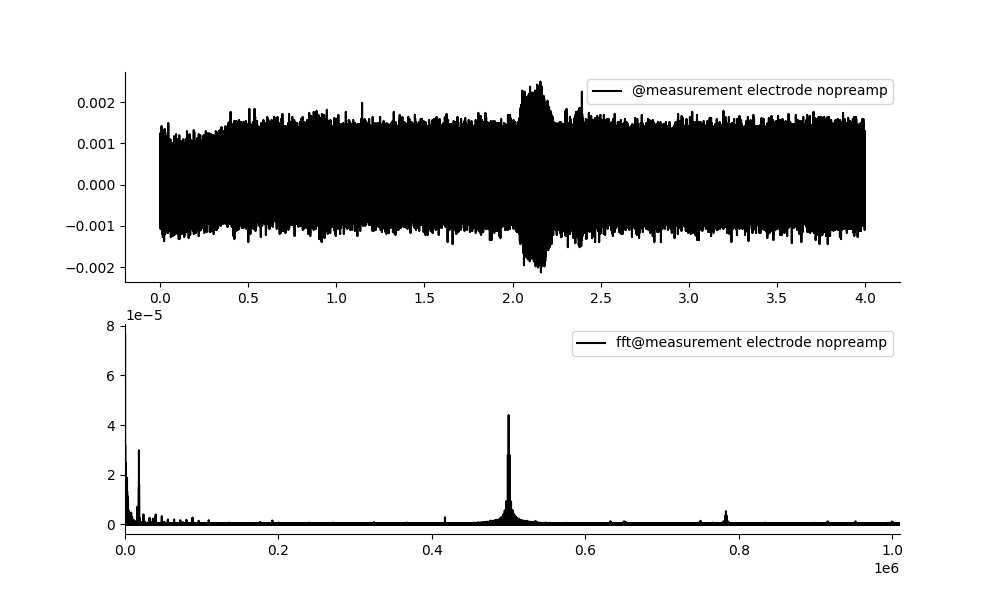 @measurement electrode nopreamp
0.002
0.001
0.000
−0.001
−0.002
0.0 0.5 1.0 1.5 2.0 2.5 3.0 3.5 4.0
1e−5
fft@measurement electrode nopreamp
8
6
4
2
0
0.0 0.2 0.4 0.6 0.8 1.0
1e6